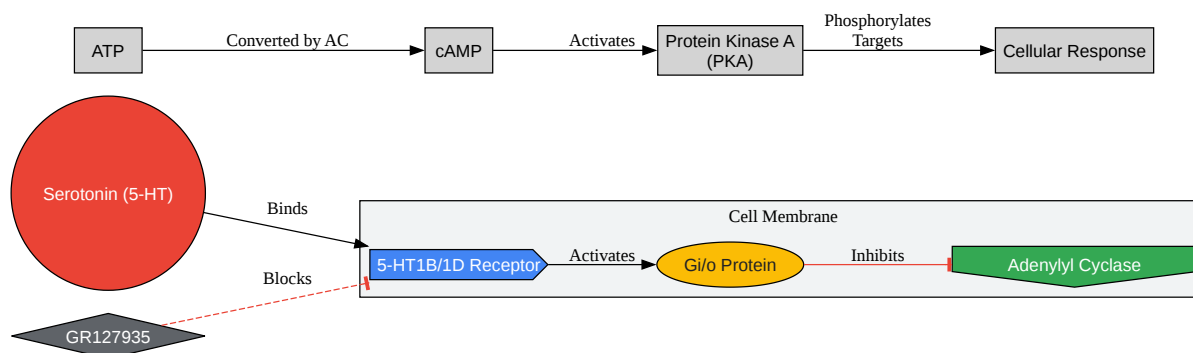 Phosphorylates
Targets
ATP
Converted by AC
cAMP
Activates
Protein Kinase A
(PKA)
Cellular Response
Serotonin (5-HT)
Binds
Cell Membrane
5-HT1B/1D Receptor
Activates
Gi/o Protein
Inhibits
Adenylyl Cyclase
Blocks
GR127935